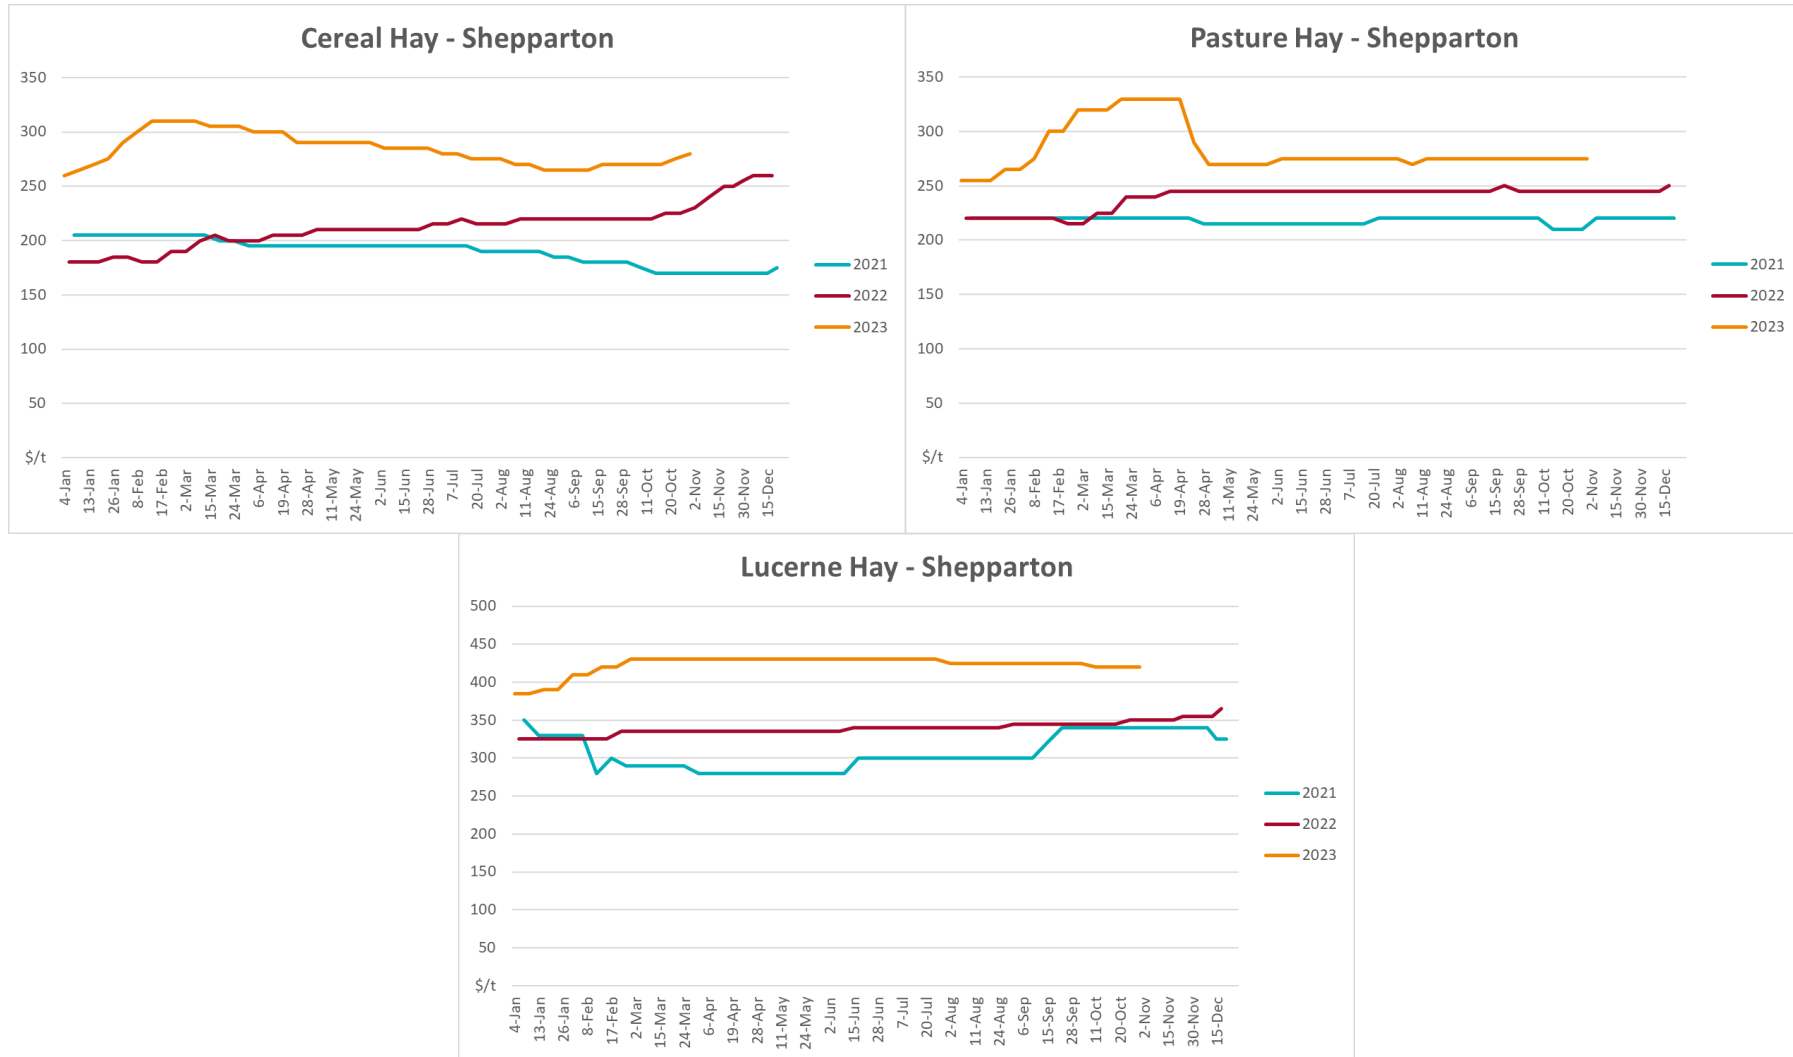 Cereal Hay - Shepparton
350
300
250
200
150
100
50
$/t
4-Jan
13-Jan
26-Jan
8-Feb
17-Feb
2-Mar
15-Mar
24-Mar
6-Apr
19-Apr
28-Apr
11-May
24-May
2-Jun
15-Jun
28-Jun
7-Jul
20-Jul
2-Aug
11-Aug
24-Aug
6-Sep
15-Sep
28-Sep
11-Oct
20-Oct
2-Nov
15-Nov
30-Nov
15-Dec
2021
2022
2023
Pasture Hay - Shepparton
350
300
250
200
150
100
50
$/t
4-Jan
13-Jan
26-Jan
8-Feb
17-Feb
2-Mar
15-Mar
24-Mar
6-Apr
19-Apr
28-Apr
11-May
24-May
2-Jun
15-Jun
28-Jun
7-Jul
20-Jul
2-Aug
11-Aug
24-Aug
6-Sep
15-Sep
28-Sep
11-Oct
20-Oct
2-Nov
15-Nov
30-Nov
15-Dec
2021
2022
2023
Lucerne Hay - Shepparton
500
450
400
350
300
250
200
150
100
50
$/t
4-Jan
13-Jan
26-Jan
8-Feb
17-Feb
2-Mar
15-Mar
24-Mar
6-Apr
19-Apr
28-Apr
11-May
24-May
2-Jun
15-Jun
28-Jun
7-Jul
20-Jul
2-Aug
11-Aug
24-Aug
6-Sep
15-Sep
28-Sep
11-Oct
20-Oct
2-Nov
15-Nov
30-Nov
15-Dec
2021
2022
2023